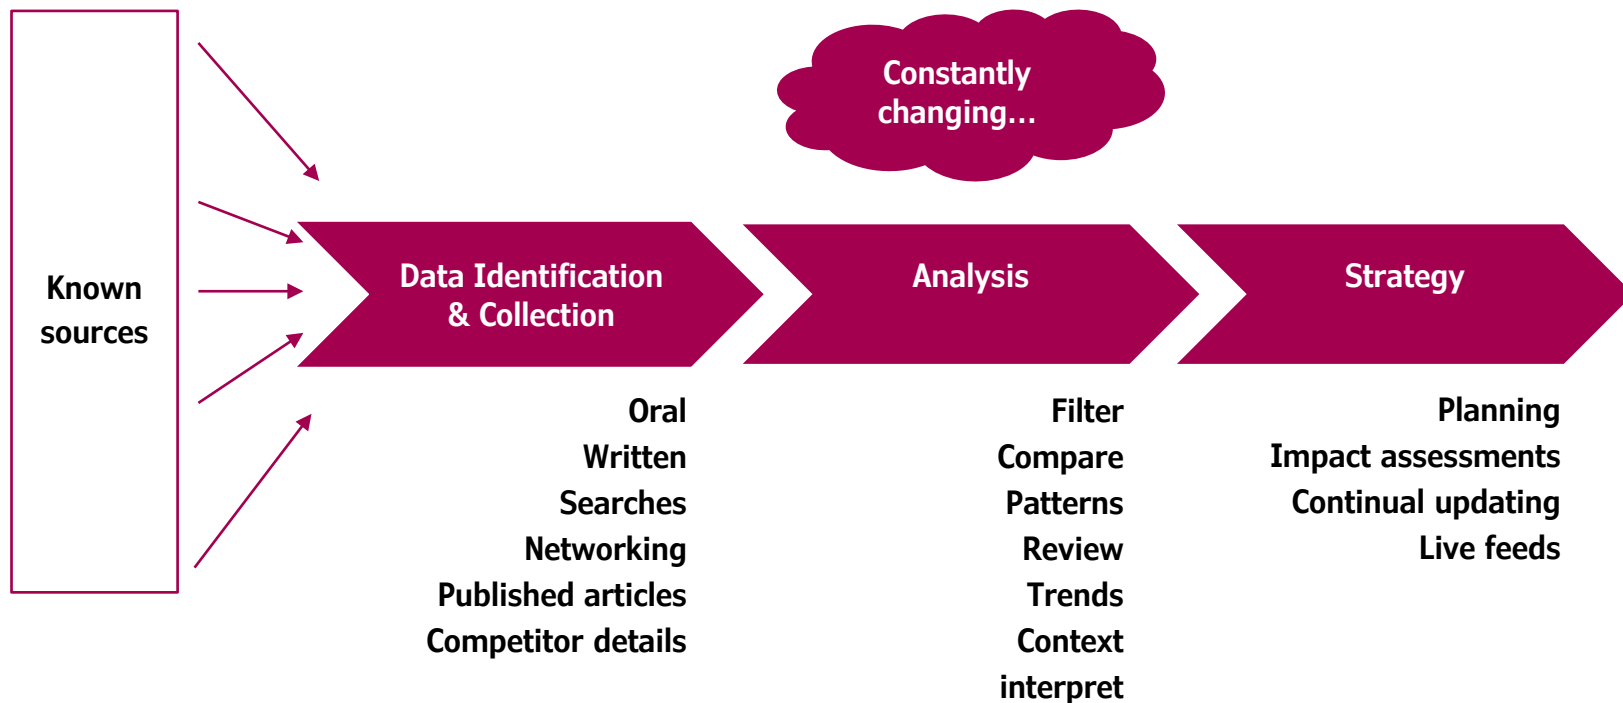 Constantly
changing...
Known
sources
Data Identification
& Collection
Analysis
Strategy
Oral
Written
Searches
Networking
Published articles
Competitor details
Filter
Compare
Patterns
Review
Trends
Context
interpret
Planning
Impact assessments
Continual updating
Live feeds